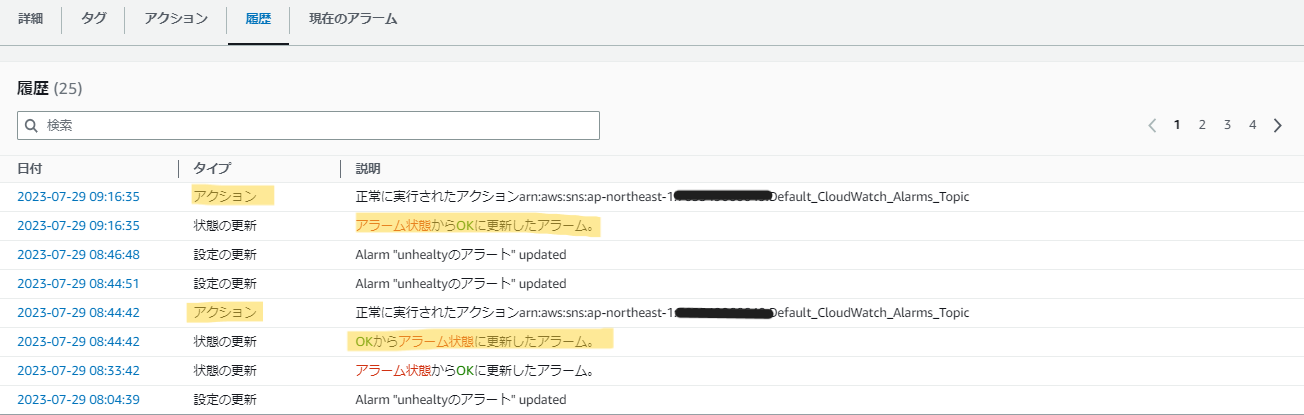 詳細 タグ アクション 履歴 現在のアラーム
履歴 (25)
検索 1 2 3 4
日付 タイプ 説明
2023-07-29 09:16:35 アクション 正常に実行されたアクションarn:aws:sns:ap-northeast-1: Default_CloudWatch_Alarms_Topic
2023-07-29 09:16:35 状態の更新 アラーム状態からOKに更新したアラーム。
2023-07-29 08:46:48 設定の更新 Alarm "unhealtyのアラート" updated
2023-07-29 08:44:51 設定の更新 Alarm "unhealtyのアラート" updated
2023-07-29 08:44:42 アクション 正常に実行されたアクションarn:aws:sns:ap-northeast-1: Default_CloudWatch_Alarms_Topic
2023-07-29 08:44:42 状態の更新 OKからアラーム状態に更新したアラーム。
2023-07-29 08:33:42 状態の更新 アラーム状態からOKに更新したアラーム。
2023-07-29 08:04:39 設定の更新 Alarm "unhealtyのアラート" updated